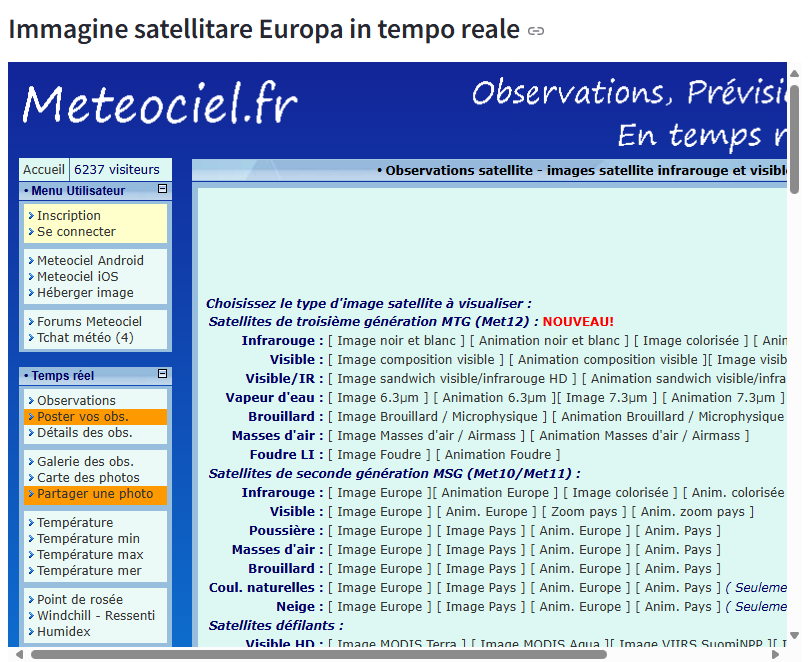 Immagine satellitare Europa in tempo reale
Meteociel.fr
Observations, Prévisi
En temps r
Accueil 6237 visiteurs
• Menu Utilisateur
Inscription
Se connecter
Meteociel Android
Meteociel iOS
Héberger image
Forums Meteociel
Tchat météo (4)
• Temps réel
Observations
Poster vos obs.
Détails des obs.
Galerie des obs.
Carte des photos
Partager une photo
Température
Température min
Température max
Température mer
Point de rosée
Windchill - Ressenti
Humidex
• Observations satellite - images satellite infrarouge et visibl
Choisissez le type d'image satellite à visualiser :
Satellites de troisième génération MTG (Met12) : NOUVEAU!
Infrarouge : [ Image noir et blanc ] [ Animation noir et blanc ] [ Image colorisée ] [ Anin
Visible : [ Image composition visible ] [ Animation composition visible ][ Image visib
Visible/IR : [ Image sandwich visible/infrarouge HD ] [ Animation sandwich visible/infra
Vapeur d'eau : [ Image 6.3µm ] [ Animation 6.3µm ][ Image 7.3µm ] [ Animation 7.3µm ]
Brouillard : [ Image Brouillard / Microphysique ] [ Animation Brouillard / Microphysique
Masses d'air : [ Image Masses d'air / Airmass ] [ Animation Masses d'air / Airmass ]
Foudre LI : [ Image Foudre ] [ Animation Foudre ]
Satellites de seconde génération MSG (Met10/Met11) :
Infrarouge : [ Image Europe ][ Animation Europe ] [ Image colorisée ] [ Anim. colorisée
Visible : [ Image Europe ] [ Anim. Europe ] [ Zoom pays ] [ Anim. zoom pays ]
Poussière : [ Image Europe ] [ Image Pays ] [ Anim. Europe ] [ Anim. Pays ]
Masses d'air : [ Image Europe ] [ Image Pays ] [ Anim. Europe ] [ Anim. Pays ]
Brouillard : [ Image Europe ] [ Image Pays ] [ Anim. Europe ] [ Anim. Pays ]
Coul. naturelles : [ Image Europe ] [ Image Pays ] [ Anim. Europe ] [ Anim. Pays ] ( Seuleme
Neige : [ Image Europe ] [ Image Pays ] [ Anim. Europe ] [ Anim. Pays ] ( Seuleme
Satellites défilants :
Visible HD : [ Image MODIS Terra ] [ Image MODIS Aqua ][ Image VIIRS SuomiNPP ][ I